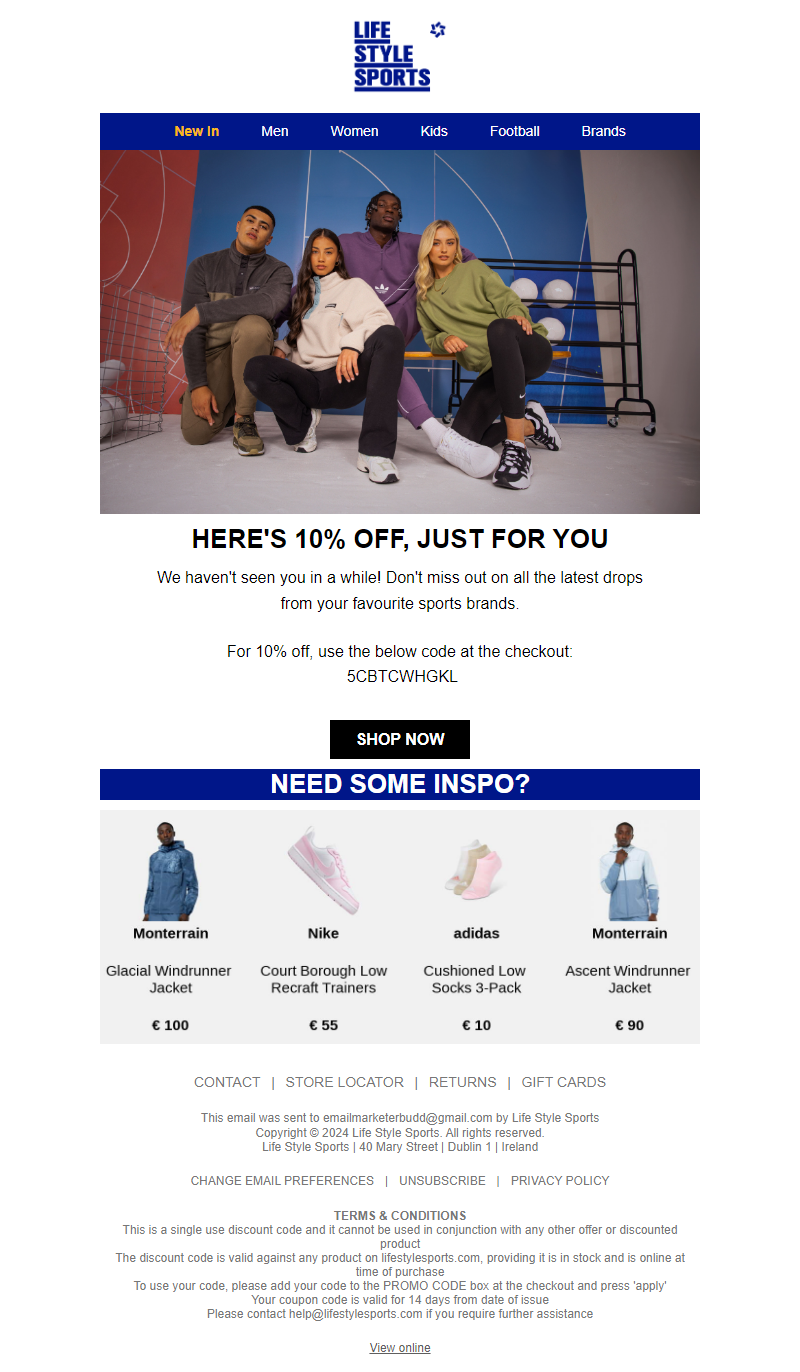 LIFE
STYLE
SPORTS
New In Men Women Kids Football Brands
HERE'S 10% OFF, JUST FOR YOU
We haven't seen you in a while! Don't miss out on all the latest drops
from your favourite sports brands.
For 10% off, use the below code at the checkout:
5CBTCWHGKL
SHOP NOW
NEED SOME INSPO?
Monterrain
Glacial Windrunner
Jacket
€ 100
Nike
Court Borough Low
Recraft Trainers
€ 55
adidas
Cushioned Low
Socks 3-Pack
€ 10
Monterrain
Ascent Windrunner
Jacket
€ 90
CONTACT | STORE LOCATOR | RETURNS | GIFT CARDS
This email was sent to emailmarketerbudd@gmail.com by Life Style Sports
Copyright © 2024 Life Style Sports. All rights reserved.
Life Style Sports | 40 Mary Street | Dublin 1 | Ireland
CHANGE EMAIL PREFERENCES | UNSUBSCRIBE | PRIVACY POLICY
TERMS & CONDITIONS
This is a single use discount code and it cannot be used in conjunction with any other offer or discounted
product
The discount code is valid against any product on lifestylesports.com, providing it is in stock and is online at
time of purchase
To use your code, please add your code to the PROMO CODE box at the checkout and press 'apply'
Your coupon code is valid for 14 days from date of issue
Please contact help@lifestylesports.com if you require further assistance
View online